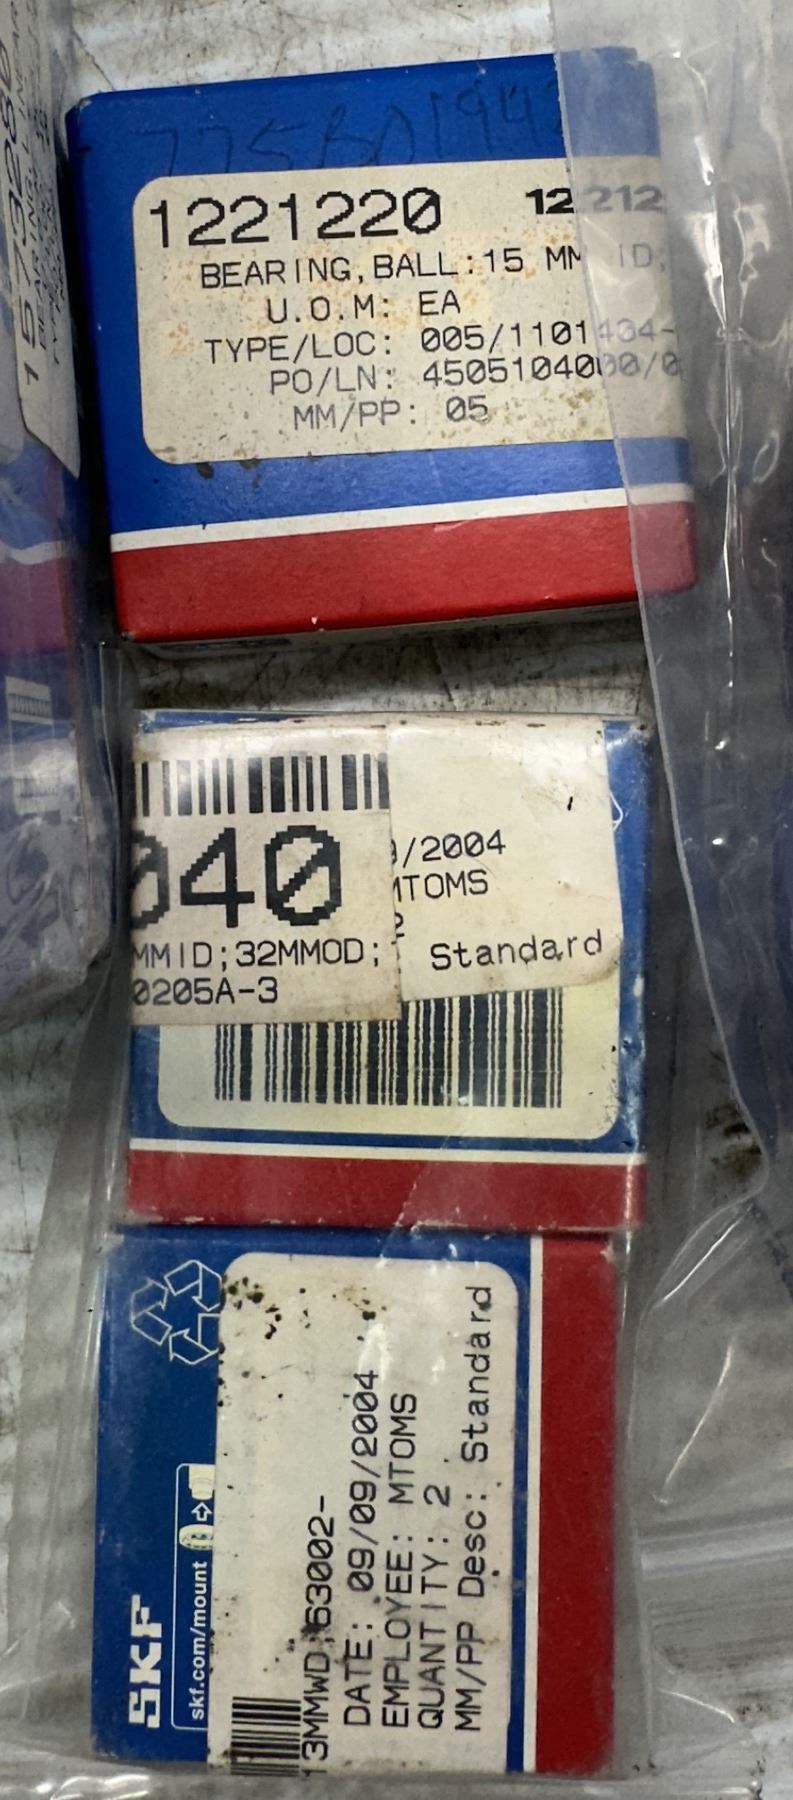 775B01994
1221220
BEARING,BALL:15 MM ID;
U.O.M: EA
TYPE/LOC: 005/1101404-
PO/LN: 4505104000/0
MM/PP: 05
040
MMID;32MMOD;
0205A-3
/2004
MTOMS
Standard
SKF
skf.com/mount
13MMWD;63002-
DATE: 09/09/2004
EMPLOYEE: MTOMS
QUANTITY: 2
MM/PP Desc: Standard